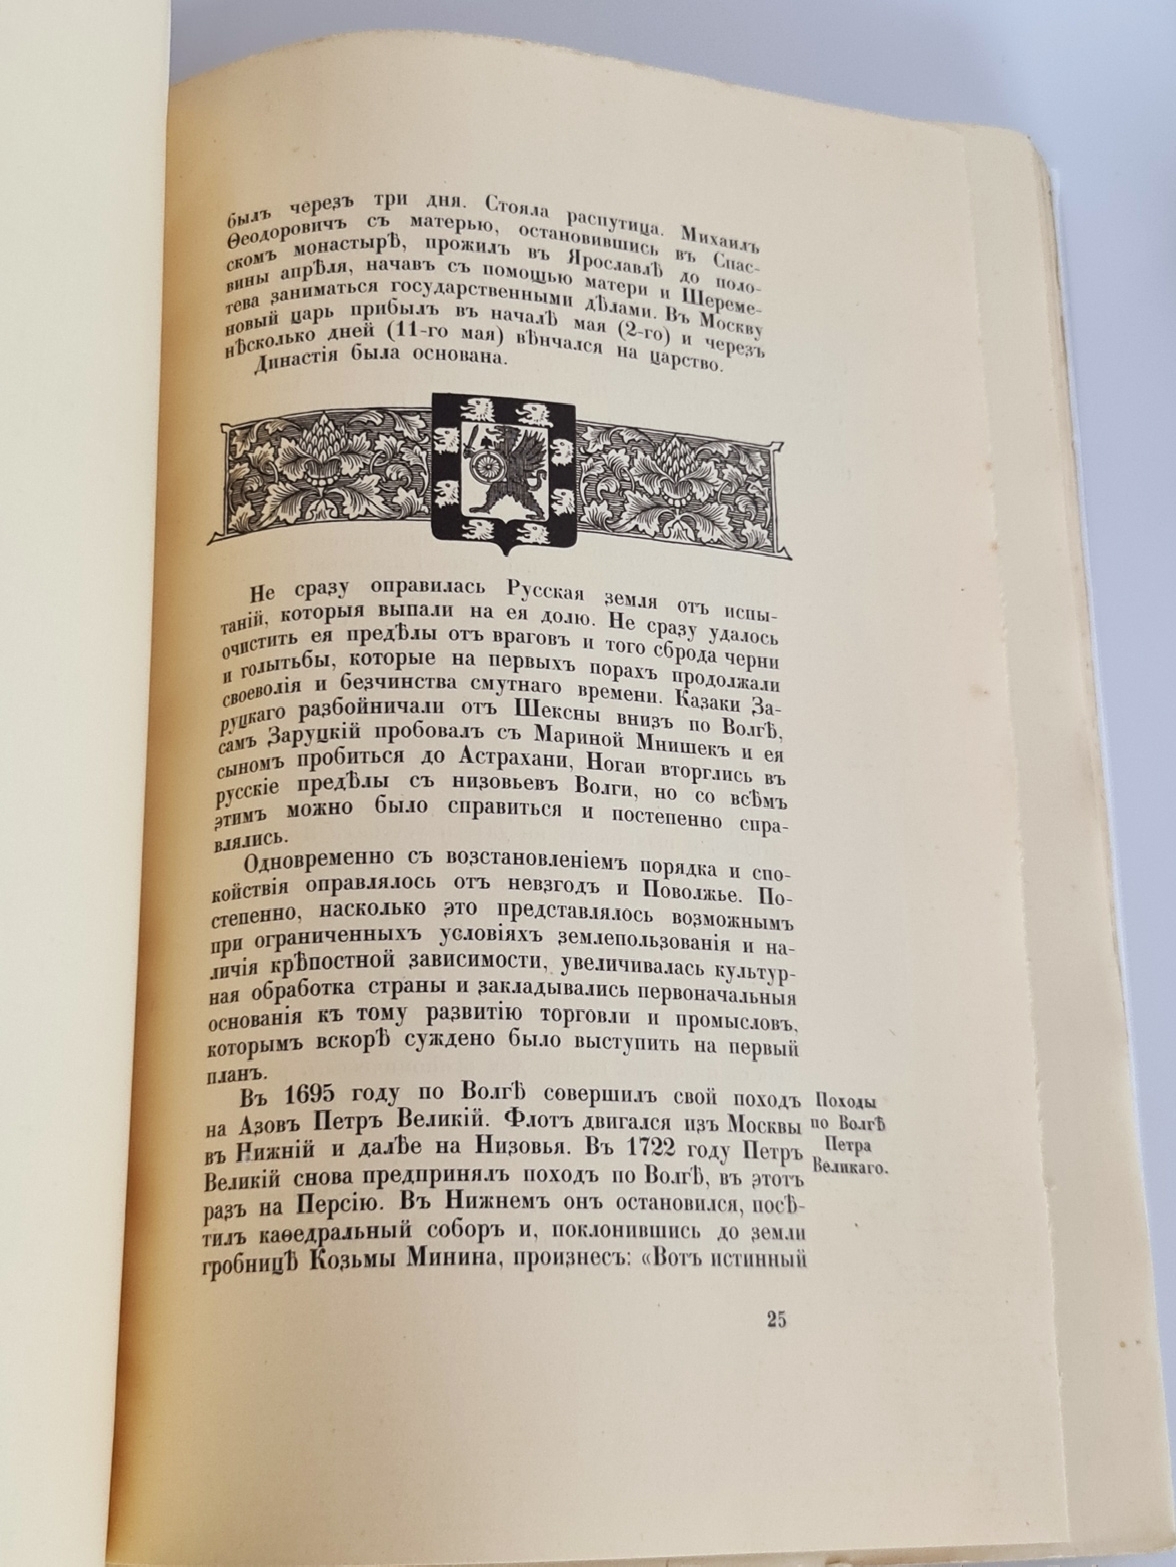 былъ черезъ три дня. Стояла распутица. Михаилъ
Ѳеодоровичъ съ матерью, остановившись въ Спас-
скомъ монастырѣ, прожилъ въ Ярославлѣ до поло-
вины апрѣля, начавъ съ помощью матери и Шереме-
тева заниматься государственными дѣлами. Въ Москву
новый царь прибылъ въ началѣ мая (2-го) и черезъ
нѣсколько дней (11-го мая) вѣнчался на царство.
Династія была основана.
Не сразу оправилась Русская земля отъ испы-
таній, которыя выпали на ея долю. Не сразу удалось
очистить ея предѣлы отъ враговъ и того сброда черни
и голытьбы, которые на первыхъ порахъ продолжали
своеволія и безчинства смутнаго времени. Казаки За-
руцкаго разбойничали отъ Шексны внизъ по Волгѣ,
самъ Заруцкій пробовалъ съ Мариной Мнишекъ и ея
сыномъ пробиться до Астрахани, Ногаи вторглись въ
русскіе предѣлы съ низовьевъ Волги, но со всѣмъ
этимъ можно было справиться и постепенно спра-
влялись.
Одновременно съ возстановленіемъ порядка и спо-
койствія оправлялось отъ невзгодъ и Поволжье. По-
степенно, насколько это представлялось возможнымъ
при ограниченныхъ условіяхъ землепользованія и на-
личія крѣпостной зависимости, увеличивалась культур-
ная обработка страны и закладывались первоначальныя
основанія къ тому развитію торговли и промысловъ,
которымъ вскорѣ суждено было выступить на первый
планъ.
Въ 1695 году по Волгѣ совершилъ свой походъ
на Азовъ Петръ Великій. Флотъ двигался изъ Москвы
въ Нижній и далѣе на Низовья. Въ 1722 году Петръ
Великій снова предпринялъ походъ по Волгѣ, въ этотъ
разъ на Персію. Въ Нижнемъ онъ остановился, посѣ-
тилъ каѳедральный соборъ и, поклонившись до земли
гробницѣ Козьмы Минина, произнесъ: «Вотъ истинный
Походы
по Волгѣ
Петра
Великаго.
25